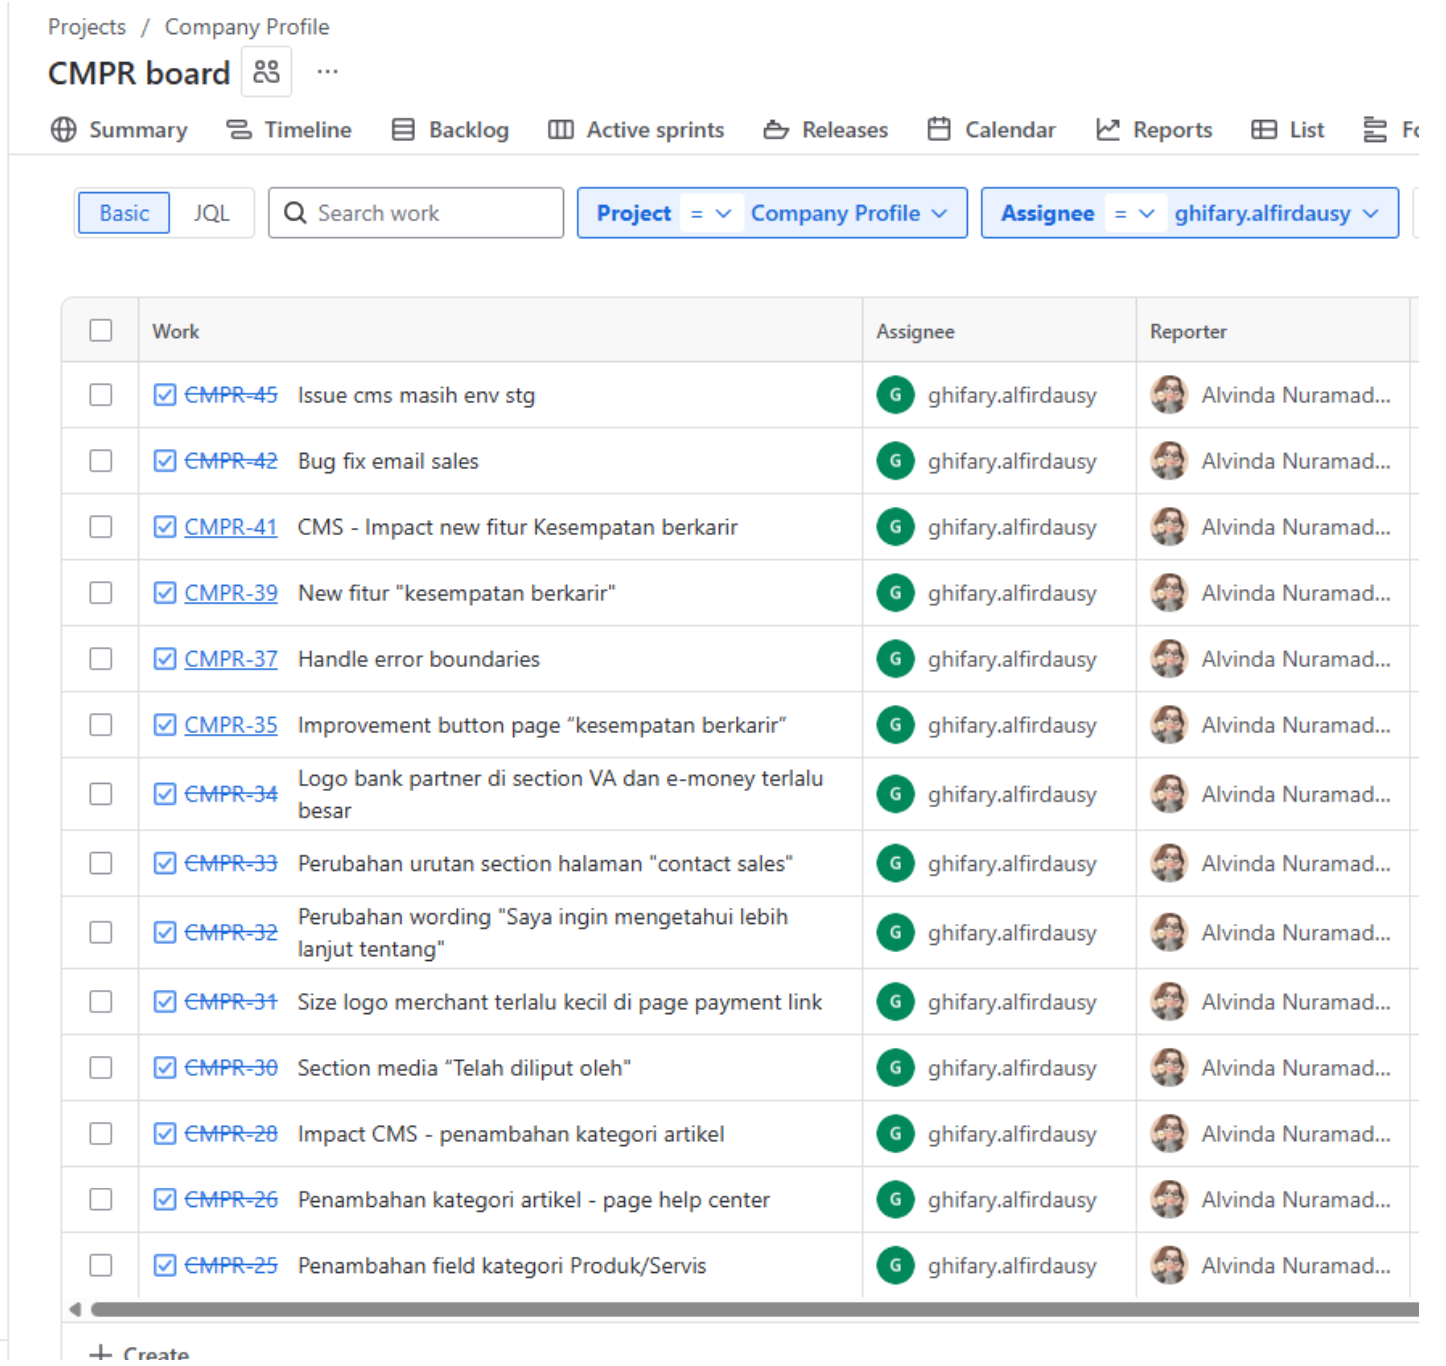 Projects / Company Profile
CMPR board
Summary Timeline Backlog Active sprints Releases Calendar Reports List
Basic JQL Search work Project = Company Profile Assignee = ghifary.alfirdausy
Work Assignee Reporter
CMPR-45 Issue cms masih env stg G ghifary.alfirdausy Alvinda Nuramad...
CMPR-42 Bug fix email sales G ghifary.alfirdausy Alvinda Nuramad...
CMPR-41 CMS - Impact new fitur Kesempatan berkarir G ghifary.alfirdausy Alvinda Nuramad...
CMPR-39 New fitur "kesempatan berkarir" G ghifary.alfirdausy Alvinda Nuramad...
CMPR-37 Handle error boundaries G ghifary.alfirdausy Alvinda Nuramad...
CMPR-35 Improvement button page “kesempatan berkarir” G ghifary.alfirdausy Alvinda Nuramad...
CMPR-34 Logo bank partner di section VA dan e-money terlalu
besar G ghifary.alfirdausy Alvinda Nuramad...
CMPR-33 Perubahan urutan section halaman "contact sales" G ghifary.alfirdausy Alvinda Nuramad...
CMPR-32 Perubahan wording "Saya ingin mengetahui lebih
lanjut tentang" G ghifary.alfirdausy Alvinda Nuramad...
CMPR-31 Size logo merchant terlalu kecil di page payment link G ghifary.alfirdausy Alvinda Nuramad...
CMPR-30 Section media “Telah diliput oleh" G ghifary.alfirdausy Alvinda Nuramad...
CMPR-28 Impact CMS - penambahan kategori artikel G ghifary.alfirdausy Alvinda Nuramad...
CMPR-26 Penambahan kategori artikel - page help center G ghifary.alfirdausy Alvinda Nuramad...
CMPR-25 Penambahan field kategori Produk/Servis G ghifary.alfirdausy Alvinda Nuramad...
+ Create